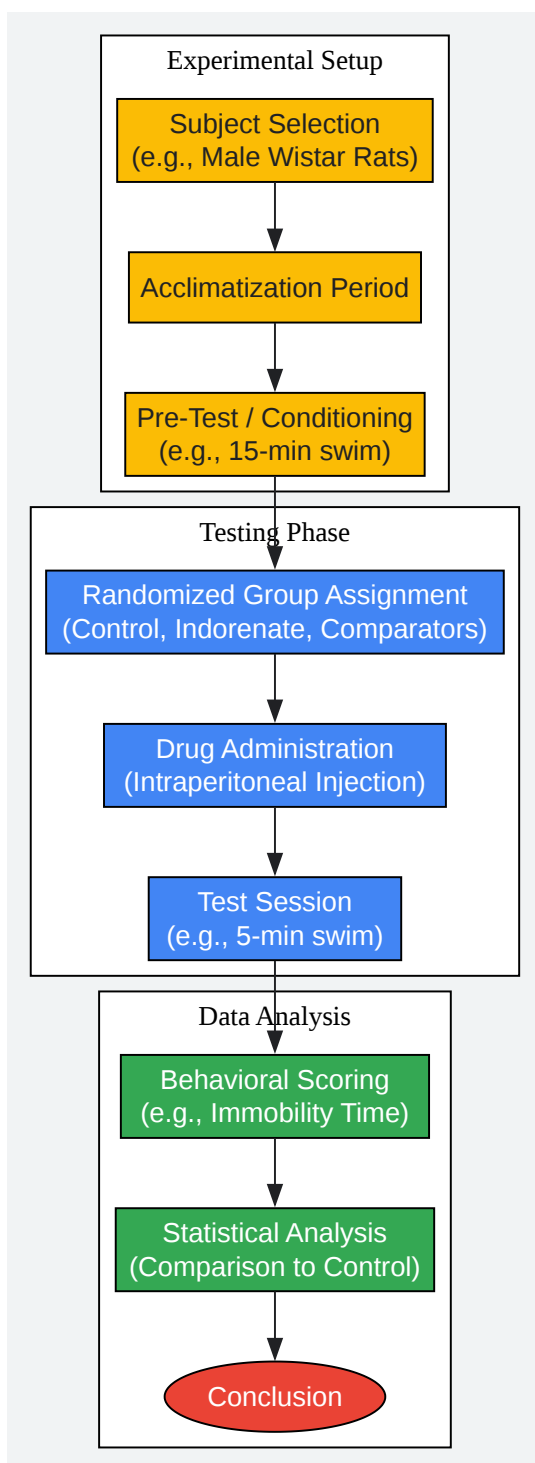 Experimental Setup
Subject Selection
(e.g., Male Wistar Rats)
Acclimatization Period
Pre-Test / Conditioning
(e.g., 15-min swim)
Testing Phase
Randomized Group Assignment
(Control, Indorenate, Comparators)
Drug Administration
(Intraperitoneal Injection)
Test Session
(e.g., 5-min swim)
Data Analysis
Behavioral Scoring
(e.g., Immobility Time)
Statistical Analysis
(Comparison to Control)
Conclusion